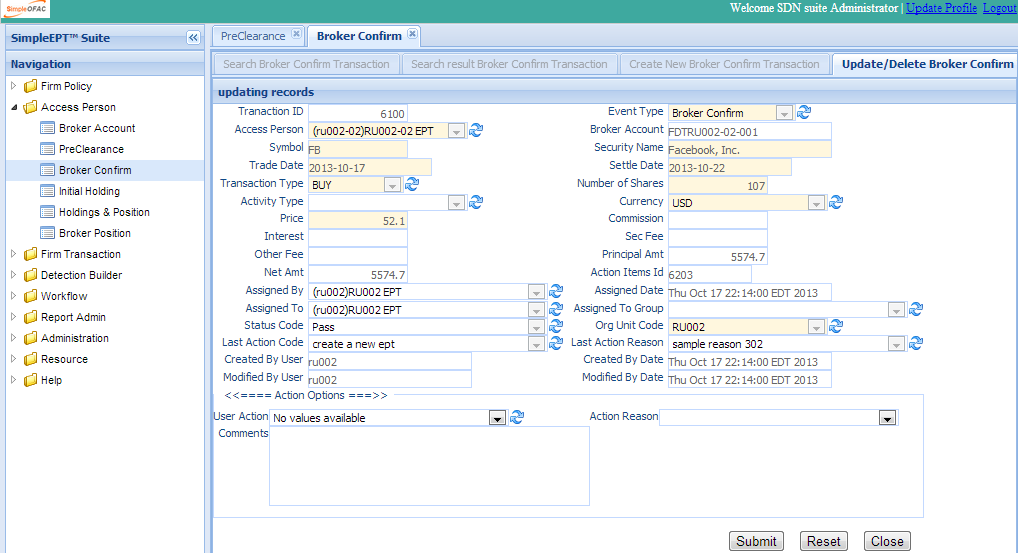 SimpleOFAC
Welcome SDN suite Administrator | Update Profile Logout
SimpleEPT™ Suite
Navigation
Firm Policy
Access Person
Broker Account
PreClearance
Broker Confirm
Initial Holding
Holdings & Position
Broker Position
Firm Transaction
Detection Builder
Workflow
Report Admin
Administration
Resource
Help
PreClearance Broker Confirm
Search Broker Confirm Transaction Search result Broker Confirm Transaction Create New Broker Confirm Transaction Update/Delete Broker Confirm
updating records
Tranaction ID 6100 Event Type Broker Confirm
Access Person (ru002-02)RU002-02 EPT Broker Account FDTRU002-02-001
Symbol FB Security Name Facebook, Inc.
Trade Date 2013-10-17 Settle Date 2013-10-22
Transaction Type BUY Number of Shares 107
Activity Type Currency USD
Price 52.1 Commission
Interest Sec Fee
Other Fee Principal Amt 5574.7
Net Amt 5574.7 Action Items Id 6203
Assigned By (ru002)RU002 EPT Assigned Date Thu Oct 17 22:14:00 EDT 2013
Assigned To (ru002)RU002 EPT Assigned To Group
Status Code Pass Org Unit Code RU002
Last Action Code create a new ept Last Action Reason sample reason 302
Created By User ru002 Created By Date Thu Oct 17 22:14:00 EDT 2013
Modified By User ru002 Modified By Date Thu Oct 17 22:14:00 EDT 2013
<<==== Action Options ===>>
User Action No values available Action Reason
Comments
Submit Reset Close